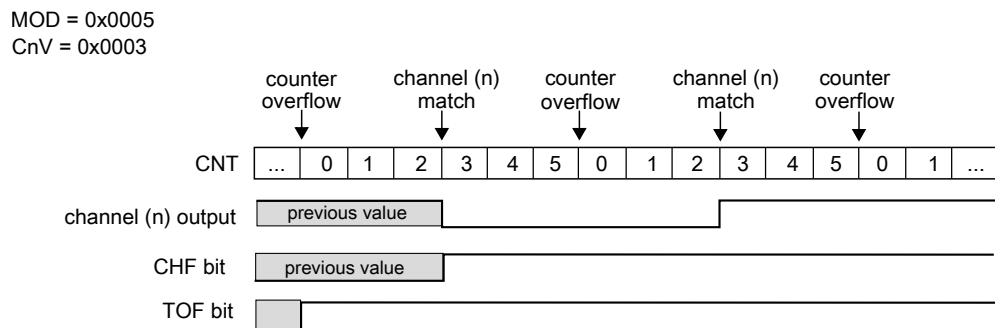 MOD = 0x0005
CnV = 0x0003
counter overflow
channel (n) match
counter overflow
channel (n) match
counter overflow
CNT ... 0 1 2 3 4 5 0 1 2 3 4 5 0 1 ...
channel (n) output previous value
CHF bit previous value
TOF bit